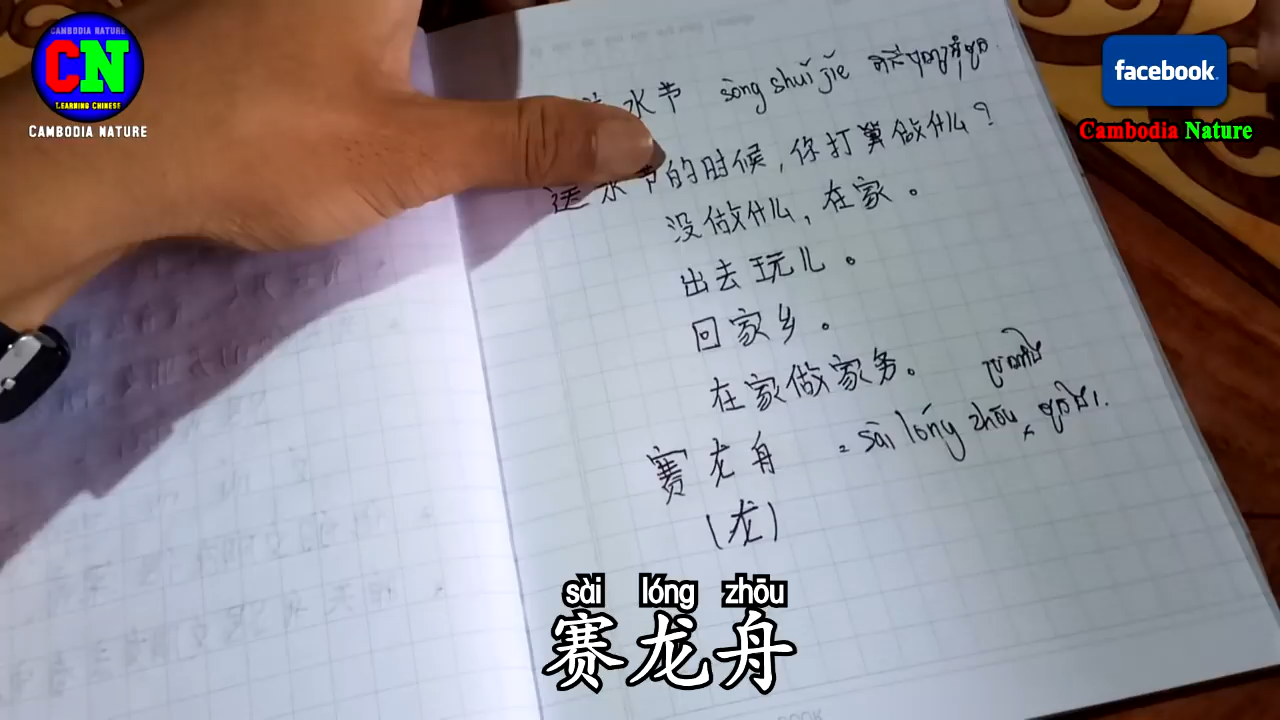 CAMBODIA NATURE
CN
LEARNING CHINESE
CAMBODIA NATURE
facebook
Cambodia Nature
送水节 sòng shuǐ jiě
送水节的时候,你打算做什么?
没做什么,在家。
出去玩儿。
回家乡。
在家做家务。
赛龙舟 = sài lóng zhōu
(龙)
sài lóng zhōu
赛龙舟